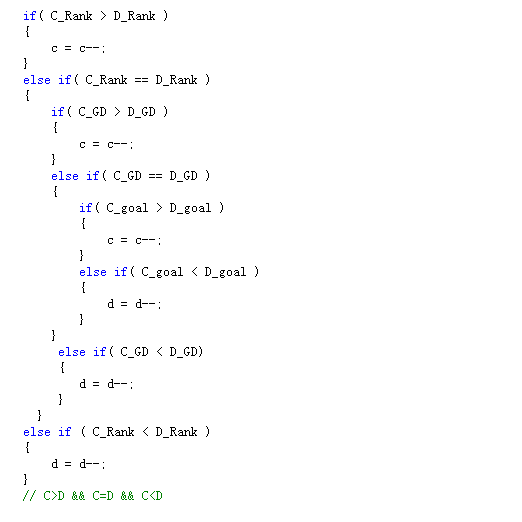 if( C_Rank > D_Rank )
{
    c = c--;
}
else if( C_Rank == D_Rank )
{
    if( C_GD > D_GD )
    {
        c = c--;
    }
    else if( C_GD == D_GD )
    {
        if( C_goal > D_goal )
        {
            c = c--;
        }
        else if( C_goal < D_goal )
        {
            d = d--;
        }
    }
     else if( C_GD < D_GD)
     {
        d = d--;
     }
  }
else if ( C_Rank < D_Rank )
{
    d = d--;
}
// C>D && C=D && C<D